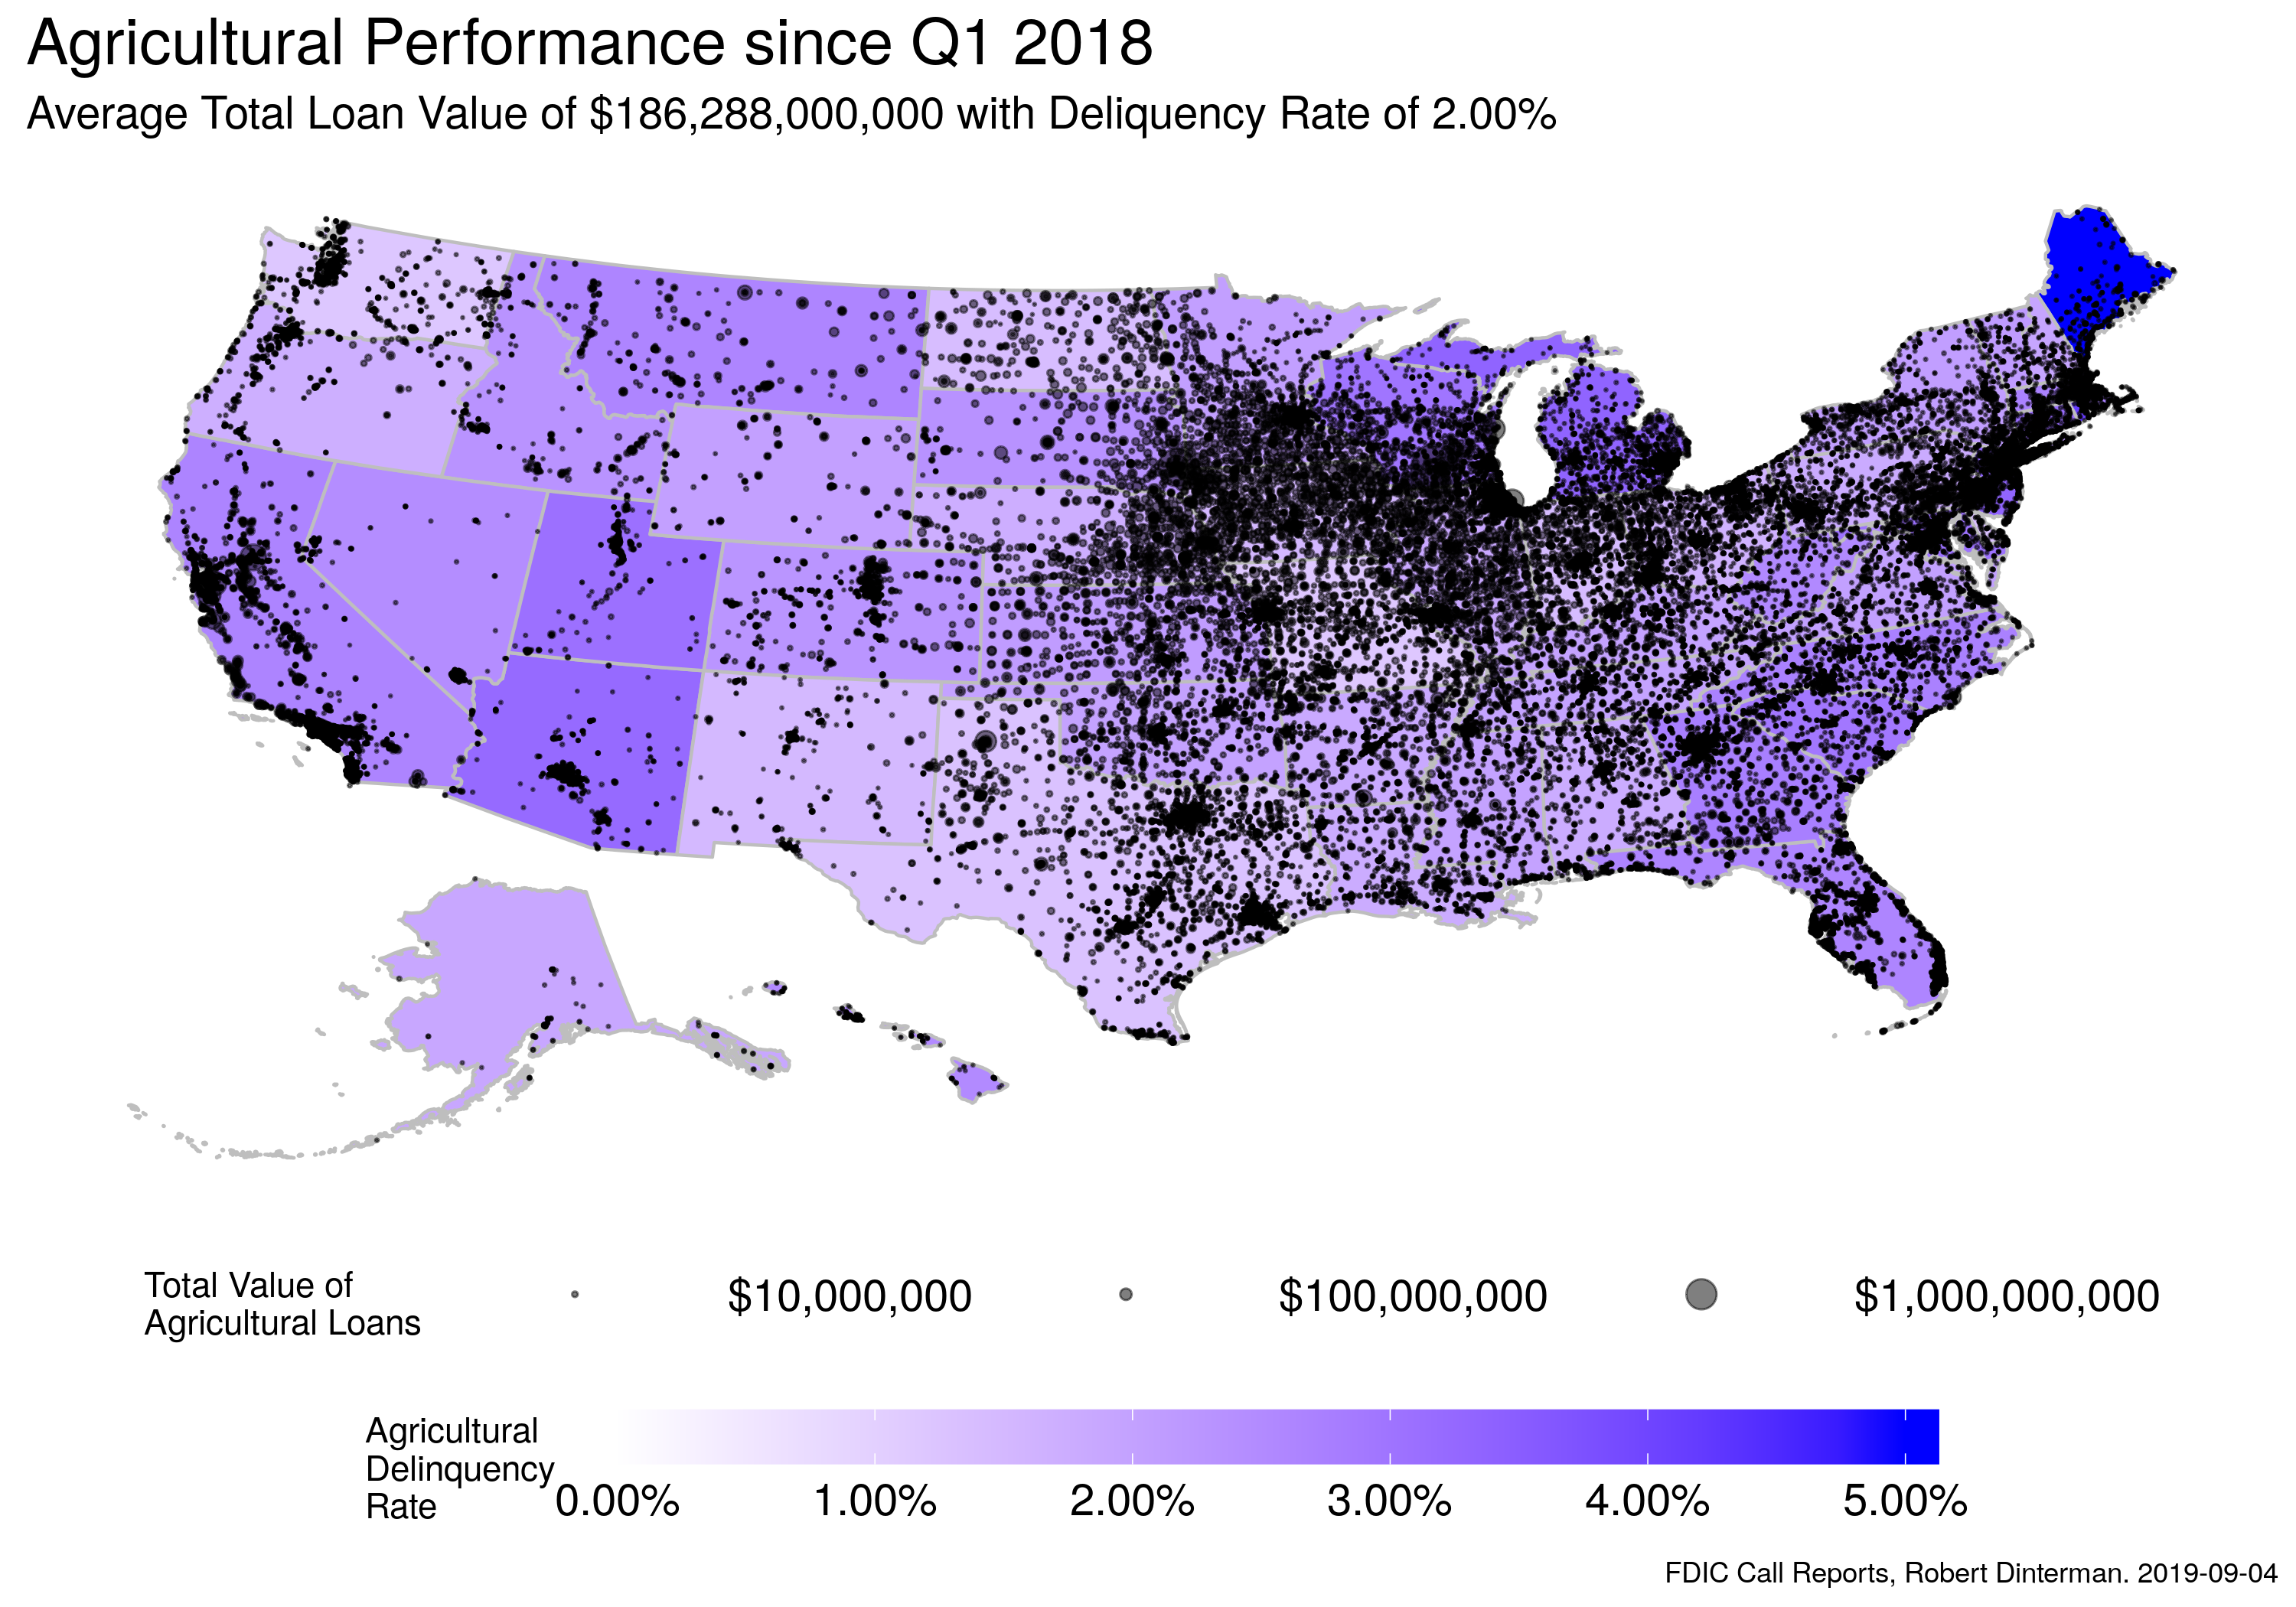 Agricultural Performance since Q1 2018
Average Total Loan Value of $186,288,000,000 with Deliquency Rate of 2.00%
Total Value of
Agricultural Loans
$10,000,000
$100,000,000
$1,000,000,000
Agricultural
Delinquency
Rate
0.00%
1.00%
2.00%
3.00%
4.00%
5.00%
FDIC Call Reports, Robert Dinterman. 2019-09-04